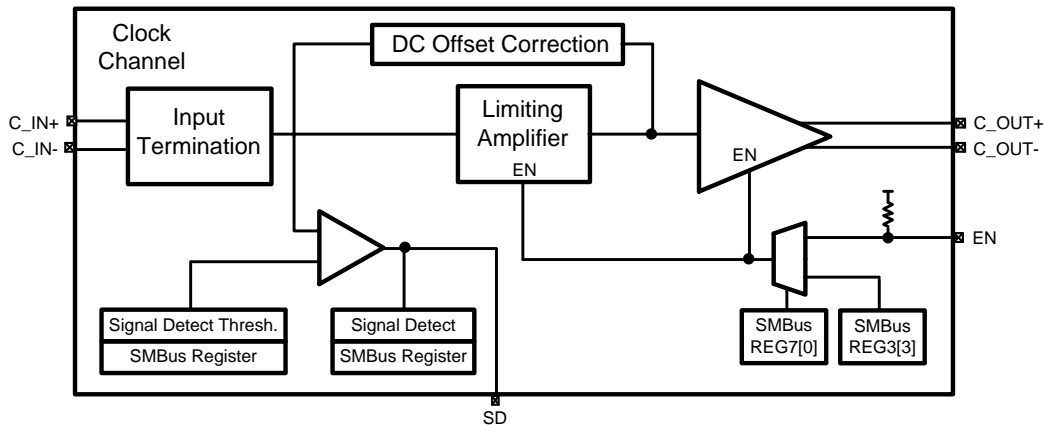 Clock
Channel
DC Offset Correction
C_IN+
C_IN-
Input
Termination
Limiting
Amplifier
EN
EN
C_OUT+
C_OUT-
EN
Signal Detect Thresh.
SMBus Register
Signal Detect
SMBus Register
SMBus
REG7[0]
SMBus
REG3[3]
SD